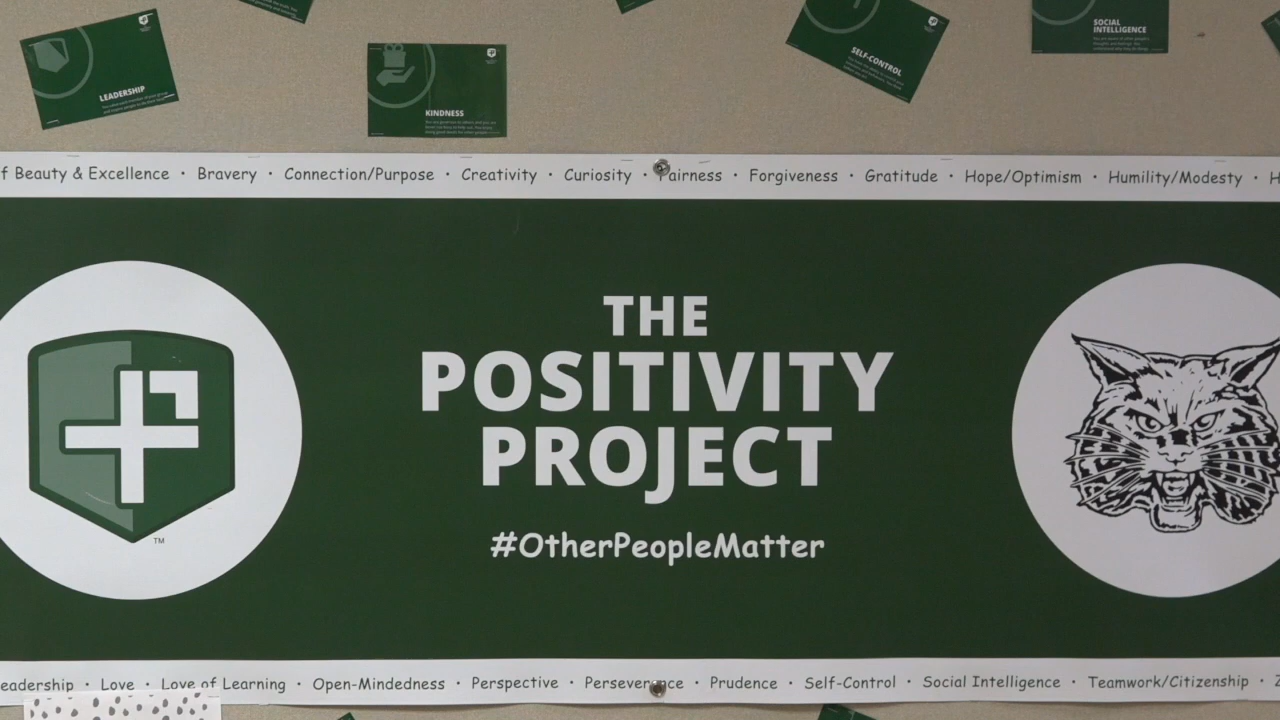 LEADERSHIP
KINDNESS
SELF-CONTROL
SOCIAL
INTELLIGENCE
f Beauty & Excellence · Bravery · Connection/Purpose · Creativity · Curiosity · Fairness · Forgiveness · Gratitude · Hope/Optimism · Humility/Modesty · H
THE
POSITIVITY
PROJECT
#OtherPeopleMatter
TM
eadership · Love · Love of Learning · Open-Mindedness · Perspective · Perseverance · Prudence · Self-Control · Social Intelligence · Teamwork/Citizenship · Z